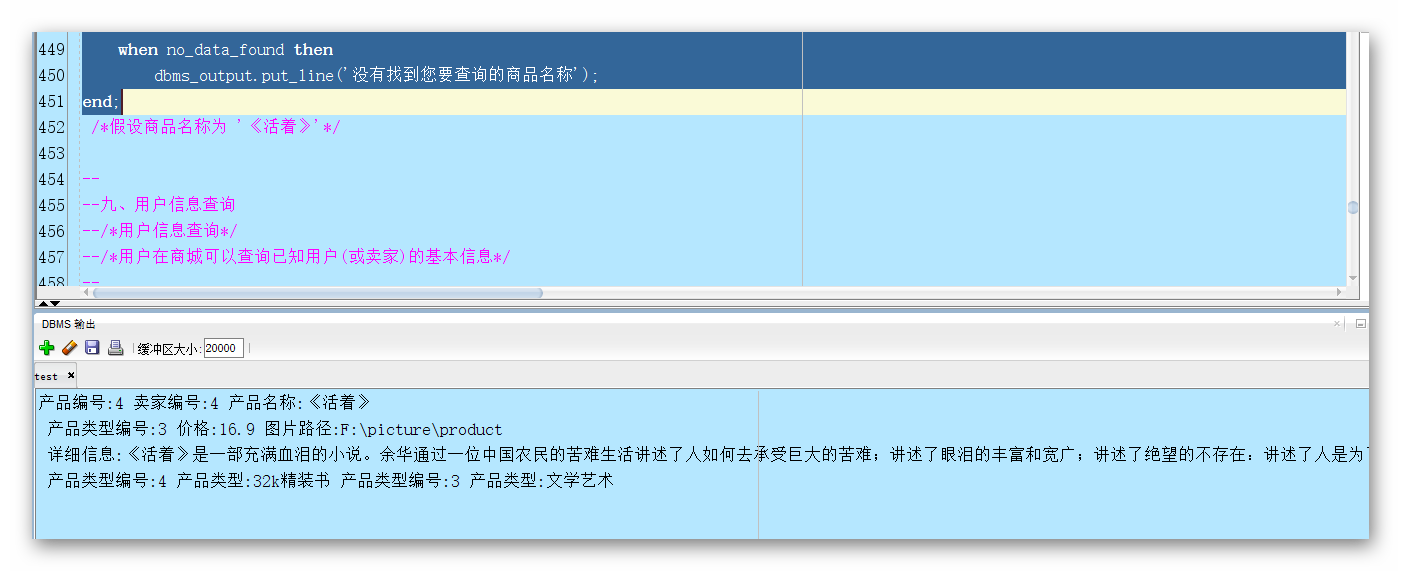 449 when no_data_found then
450 dbms_output.put_line('没有找到您要查询的商品名称');
451 end;
452 /*假设商品名称为 '《活着》'*/
453
454 --
455 --九、用户信息查询
456 --/*用户信息查询*/
457 --/*用户在商城可以查询已知用户(或卖家)的基本信息*/
458 --
DBMS 输出
缓冲区大小: 20000
test
产品编号:4 卖家编号:4 产品名称:《活着》
产品类型编号:3 价格:16.9 图片路径:F:\picture\product
详细信息:《活着》是一部充满血泪的小说。余华通过一位中国农民的苦难生活讲述了人如何去承受巨大的苦难；讲述了眼泪的丰富和宽广；讲述了绝望的不存在：讲述了人是为了
产品类型编号:4 产品类型:32k精装书 产品类型编号:3 产品类型:文学艺术